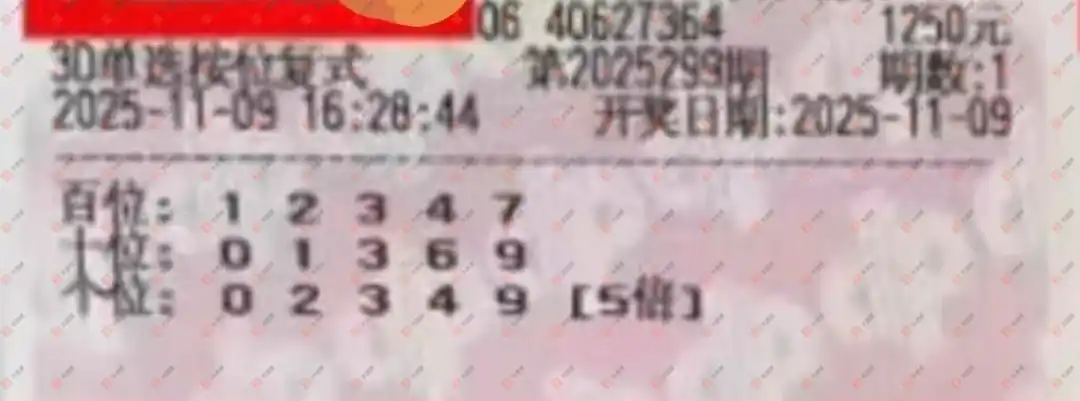 06 40627364 1250元
3D单选按位复式 第2025299期 期数:1
2025-11-09 16:28:44 开奖日期:2025-11-09
百位: 1 2 3 4 7
十位: 0 1 3 6 9
个位: 0 2 3 4 9 [5倍]